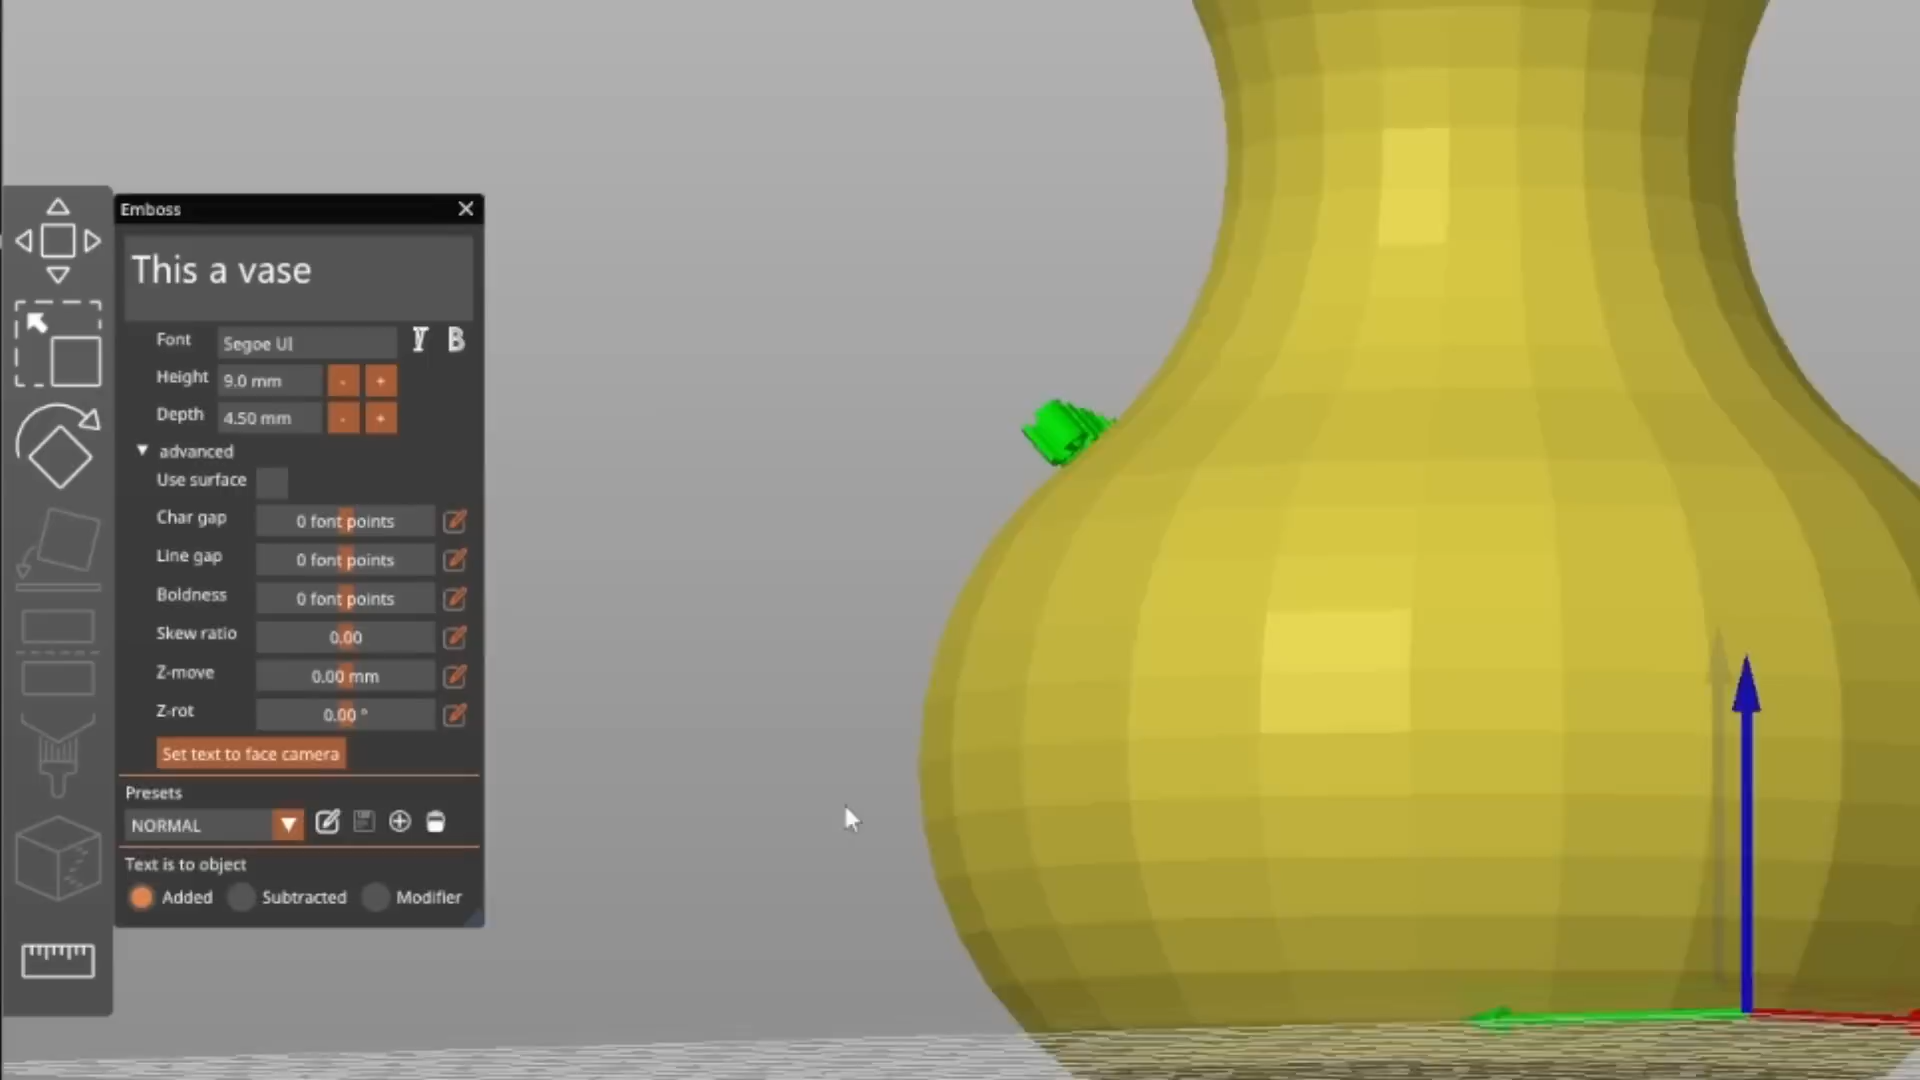 Emboss
This a vase
Font Segoe UI B
Height 9.0 mm - +
Depth 4.50 mm - +
advanced
Use surface
Char gap 0 font points
Line gap 0 font points
Boldness 0 font points
Skew ratio 0.00
Z-move 0.00 mm
Z-rot 0.00 °
Set text to face camera
Presets
NORMAL
Text is to object
Added Subtracted Modifier